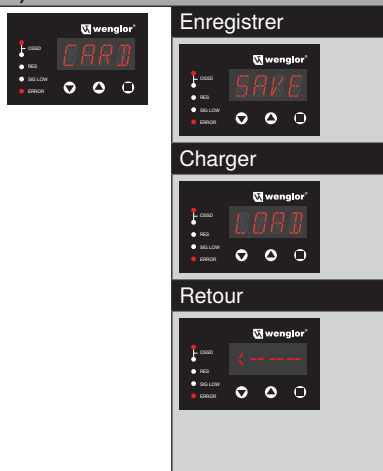 wenglor®
OSSD
RES
SIG LOW
ERROR
CARD
Enregistrer
wenglor®
OSSD
RES
SIG LOW
ERROR
SAVE
Charger
wenglor®
OSSD
RES
SIG LOW
ERROR
LOAD
Retour
wenglor®
OSSD
RES
SIG LOW
ERROR
<-----